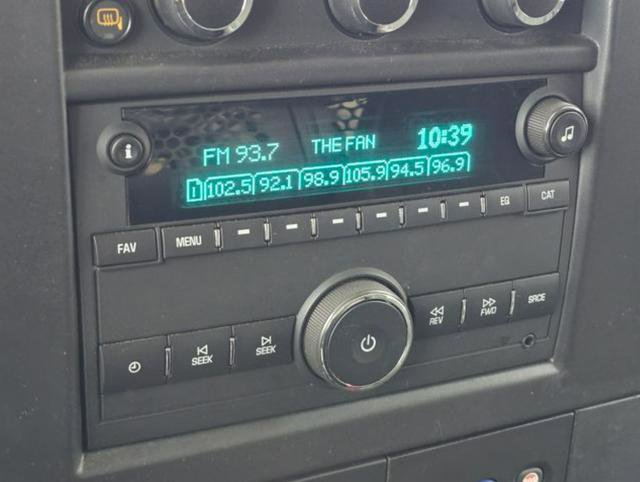 i
FM 93.7 THE FAN 10:39
1 102.5 92.1 98.9 105.9 94.5 96.9
FAV MENU EQ CAT
SEEK SEEK REV FWD SRCE